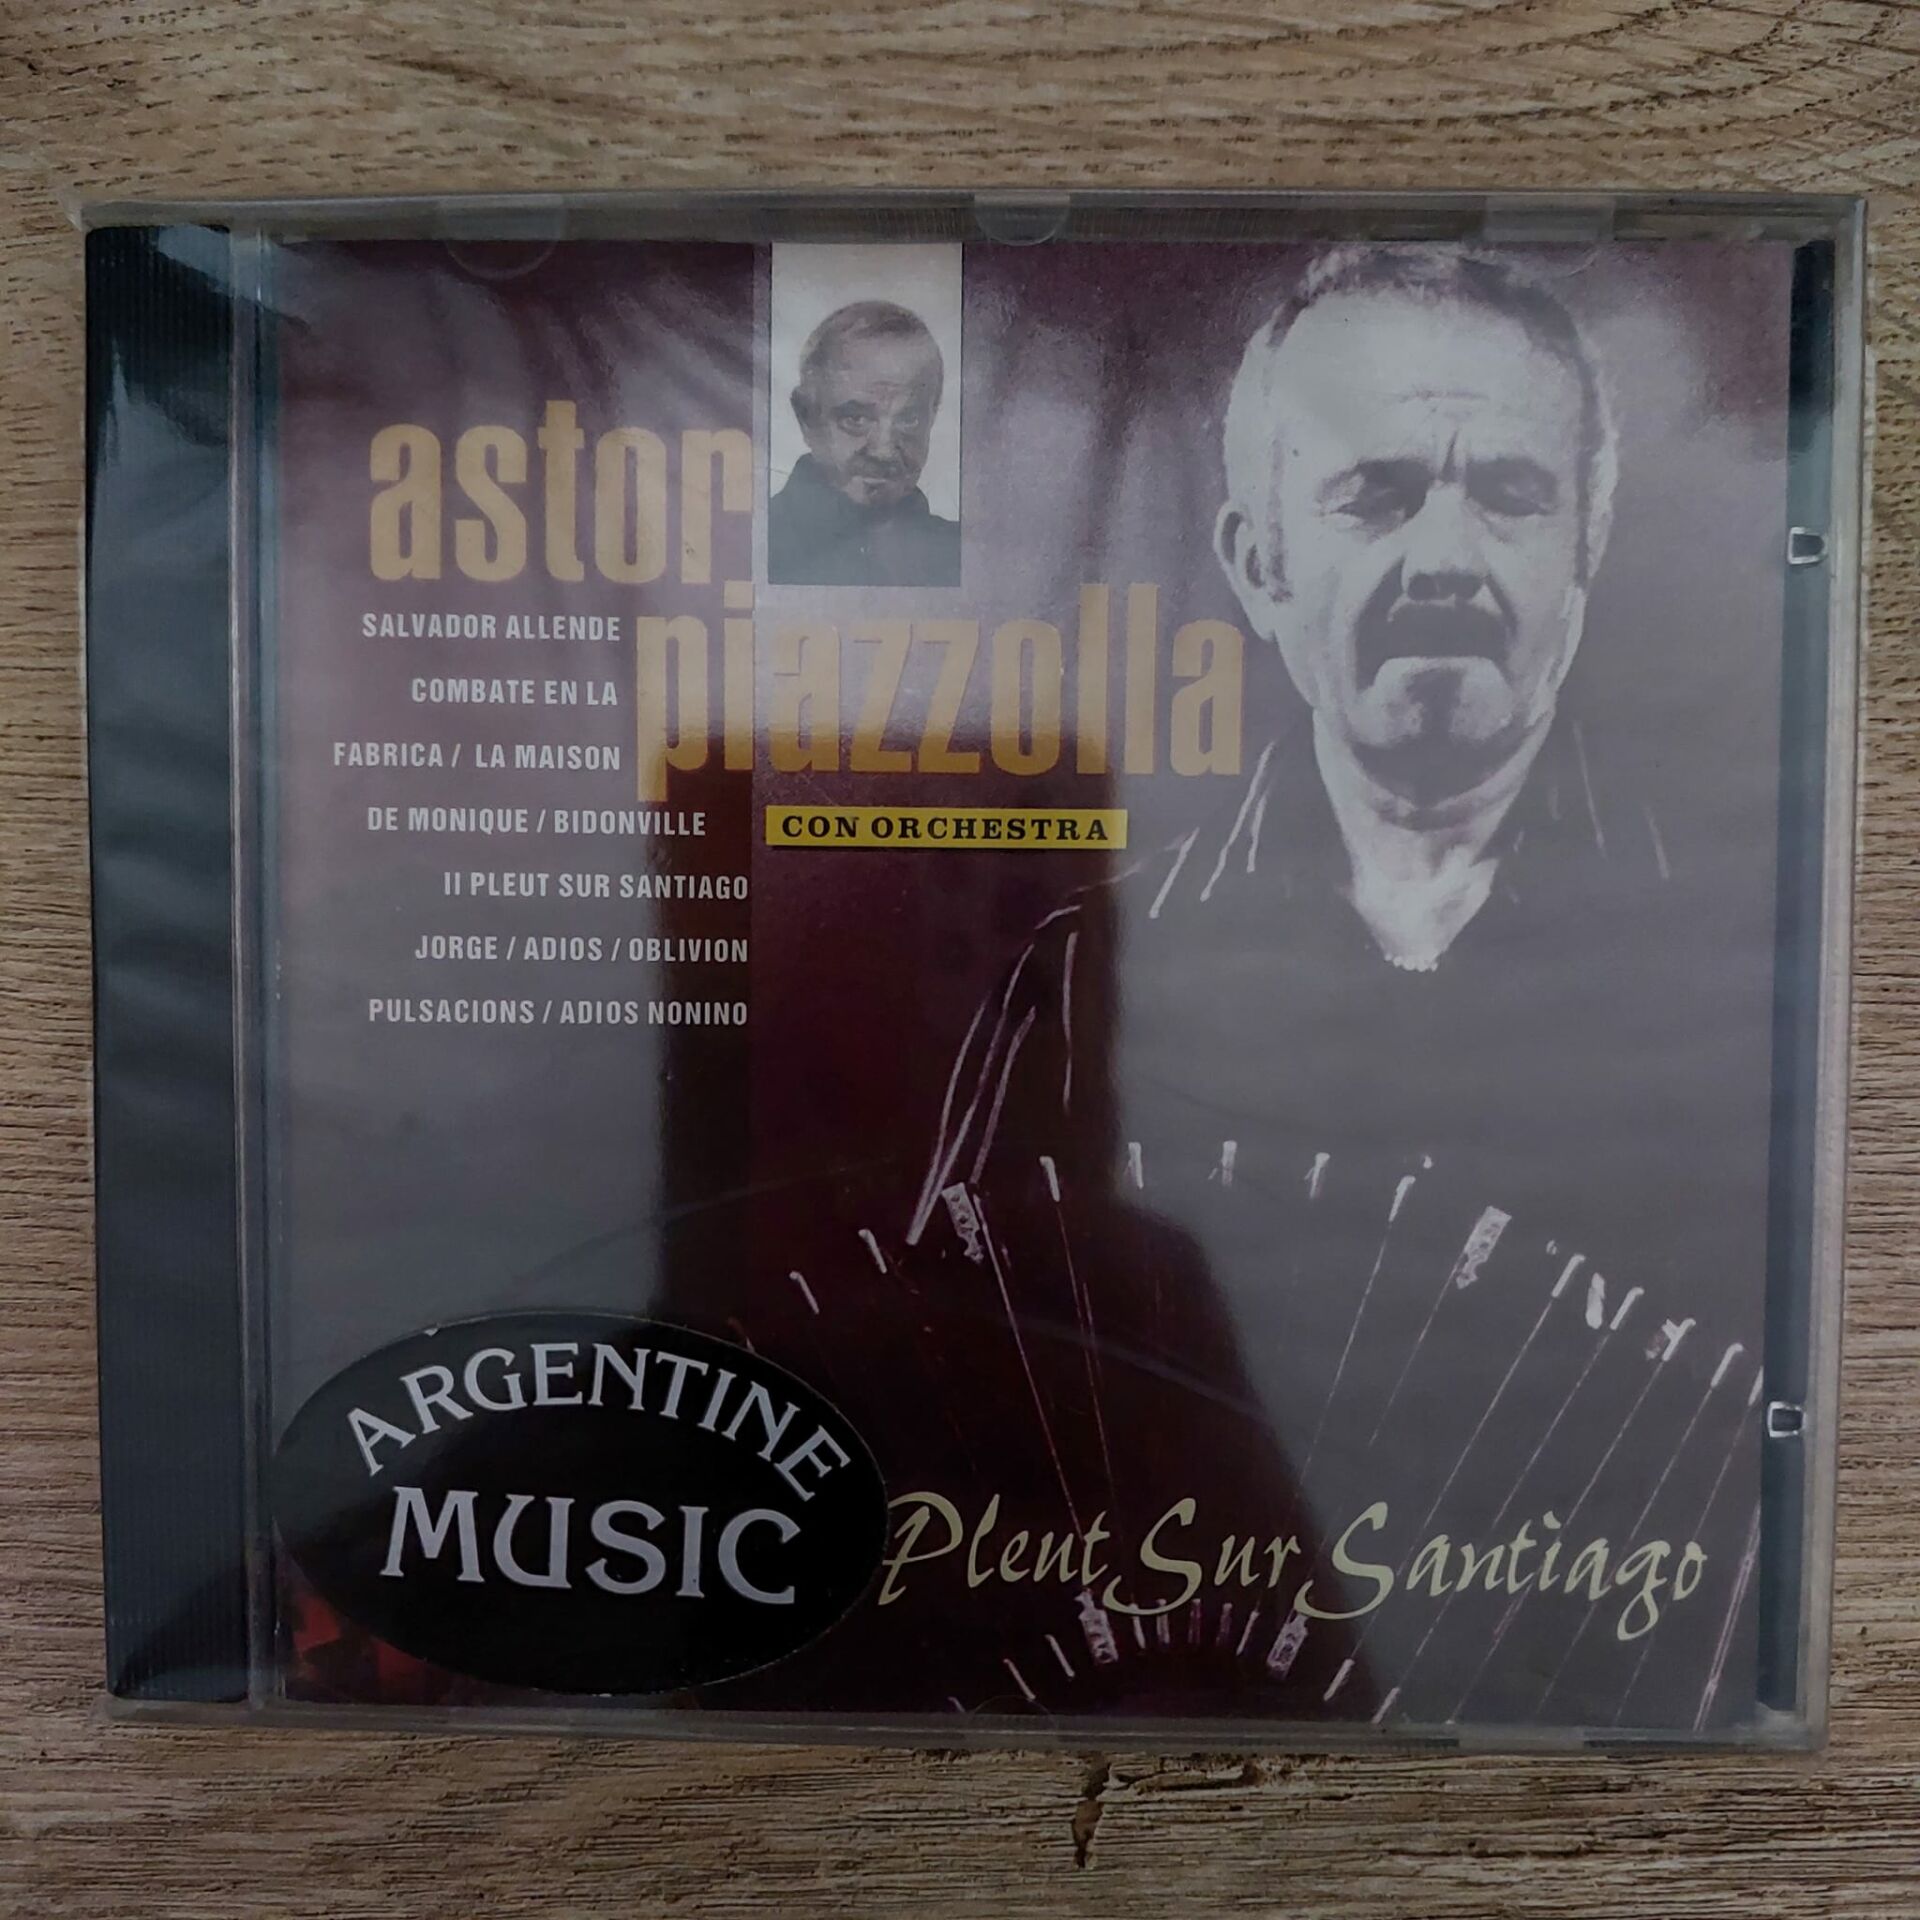 astor
piazzolla
SALVADOR ALLENDE
COMBATE EN LA
FABRICA / LA MAISON
DE MONIQUE / BIDONVILLE
II PLEUT SUR SANTIAGO
JORGE / ADIOS / OBLIVION
PULSACIONS / ADIOS NONINO
CON ORCHESTRA
ARGENTINE
MUSIC
Pleut Sur Santiago